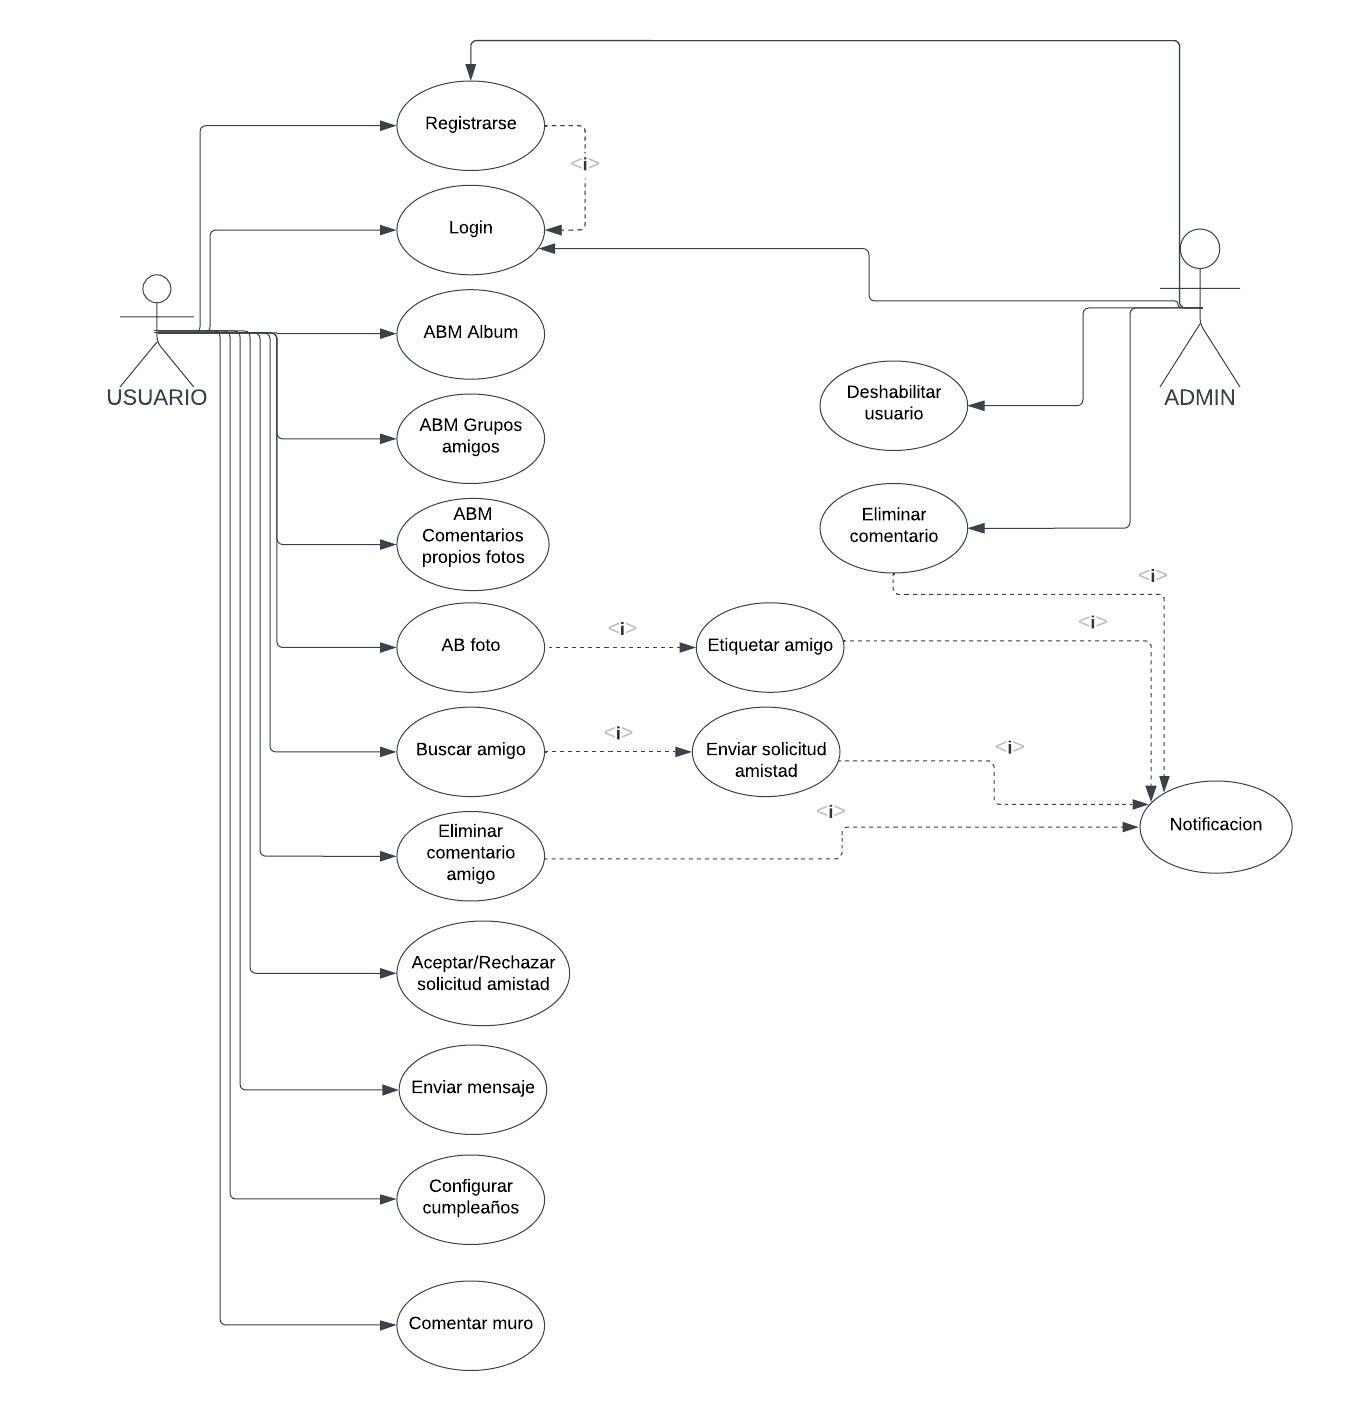 Registrarse
<i>
Login
ABM Album
USUARIO
Deshabilitar
usuario
ADMIN
ABM Grupos
amigos
ABM
Comentarios
propios fotos
Eliminar
comentario
<i>
<i>
<i>
AB foto
Etiquetar amigo
<i>
<i>
Buscar amigo
Enviar solicitud
amistad
<i>
Notificacion
Eliminar
comentario
amigo
Aceptar/Rechazar
solicitud amistad
Enviar mensaje
Configurar
cumpleaños
Comentar muro